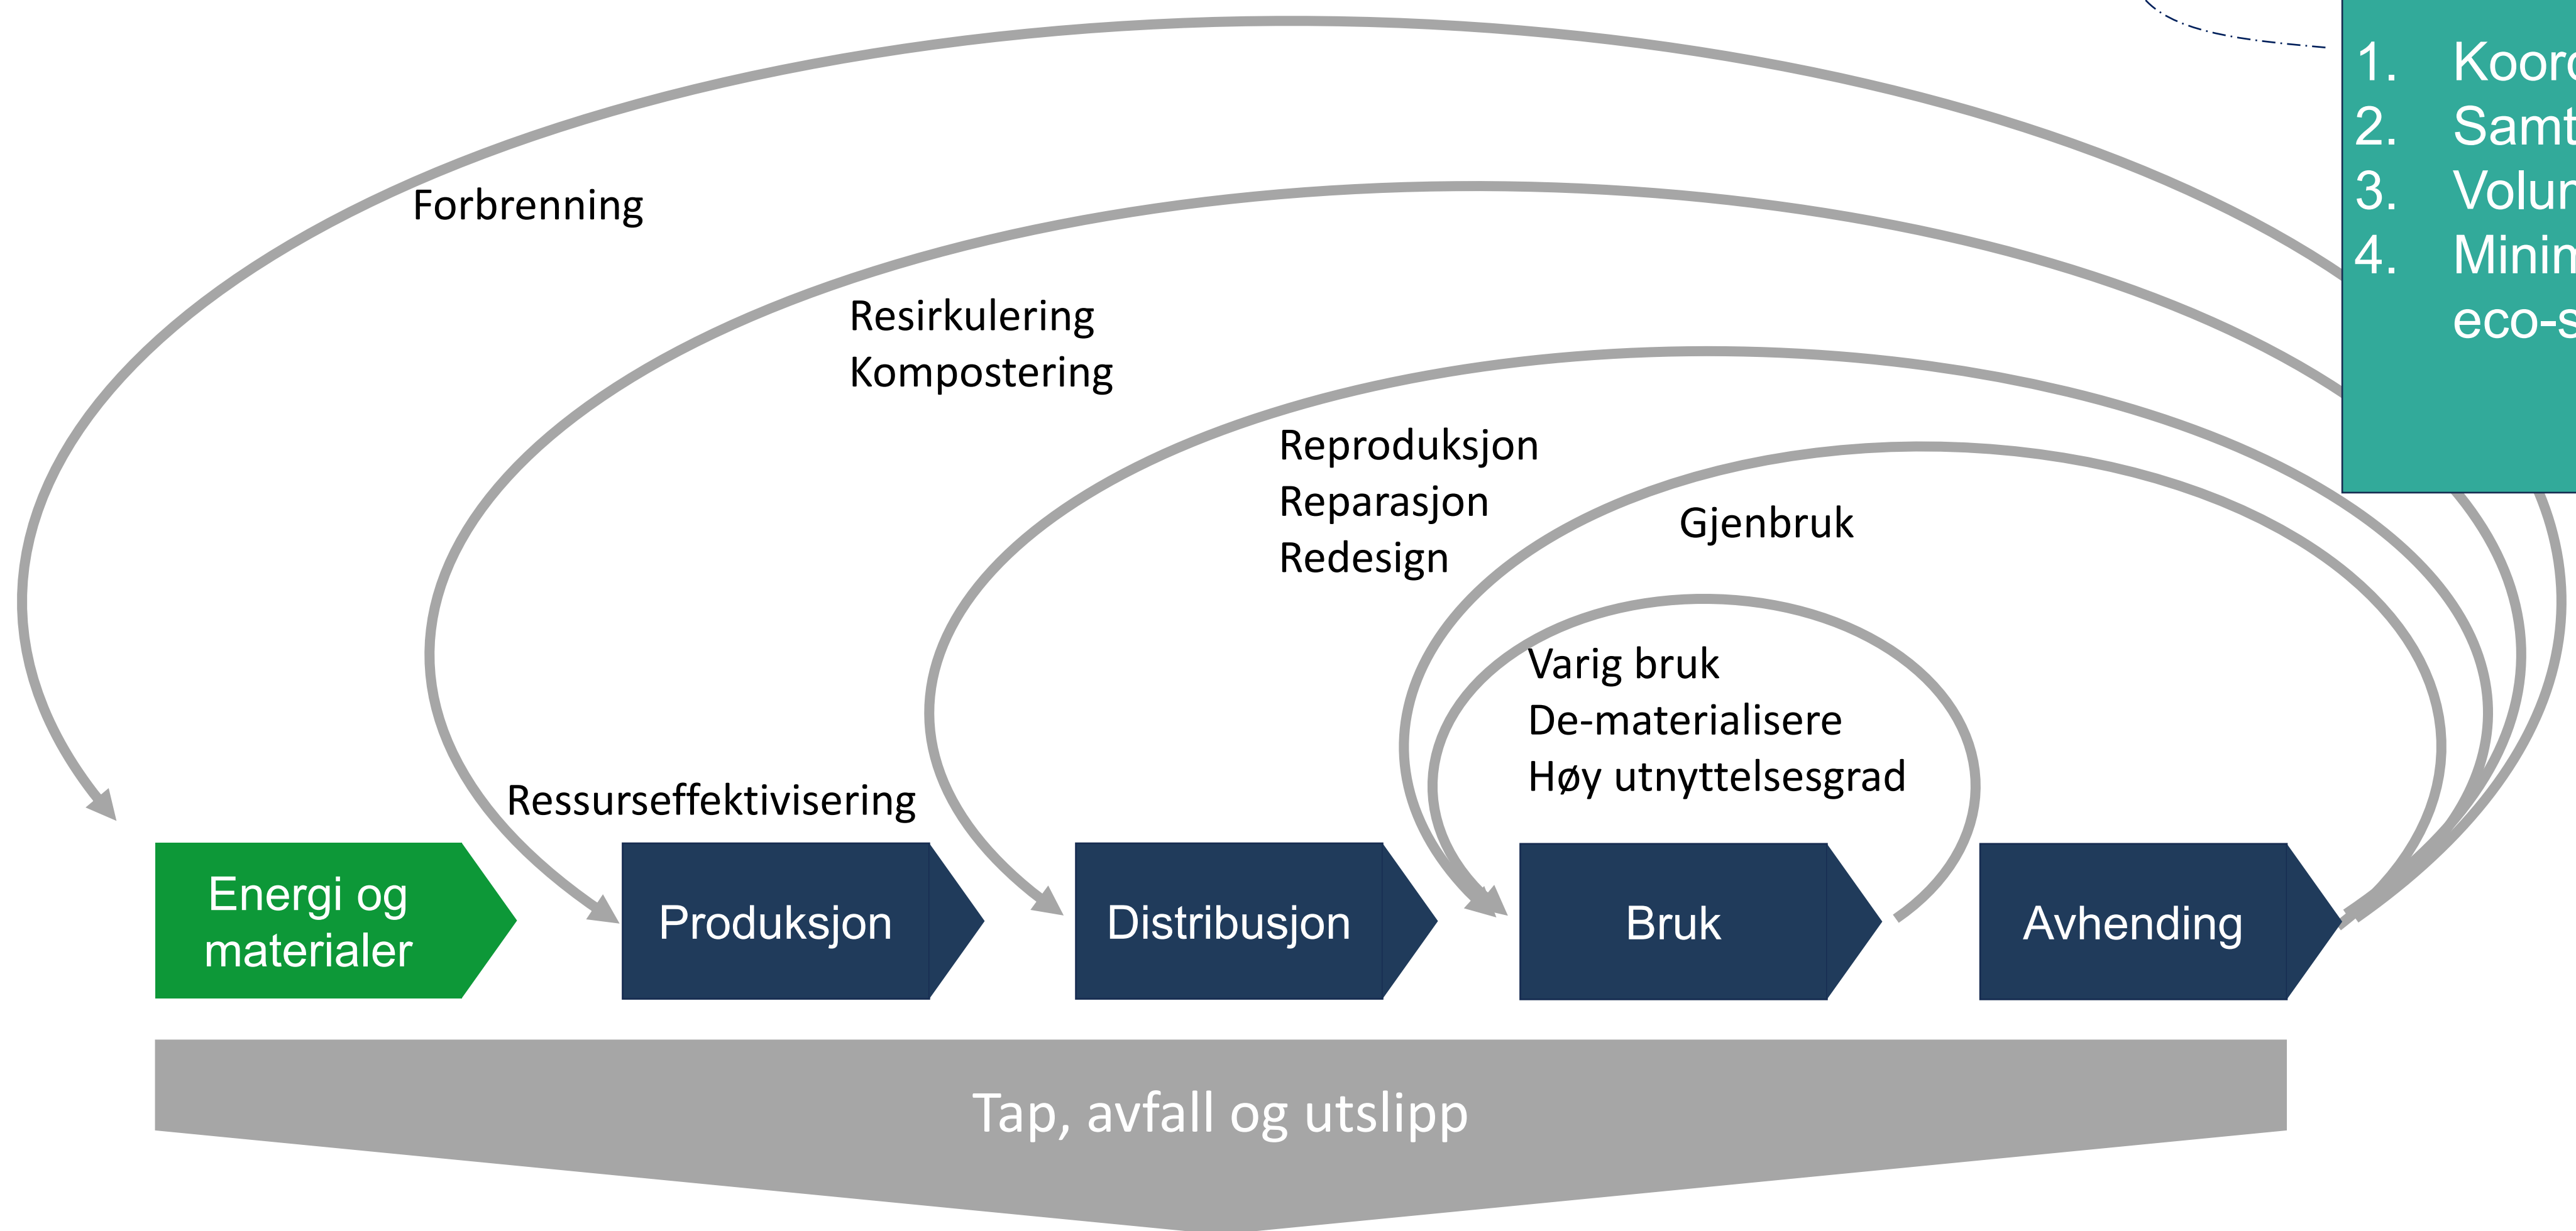 1.
2.
3.
4.
Forbrenning
Resirkulering
Kompostering
Reproduksjon
Reparasjon
Redesign
Gjenbruk
Varig bruk
De-materialisere
Høy utnyttelsesgrad
Ressurseffektivisering
Energi og
materialer
Produksjon
Distribusjon
Bruk
Avhending
Tap, avfall og utslipp